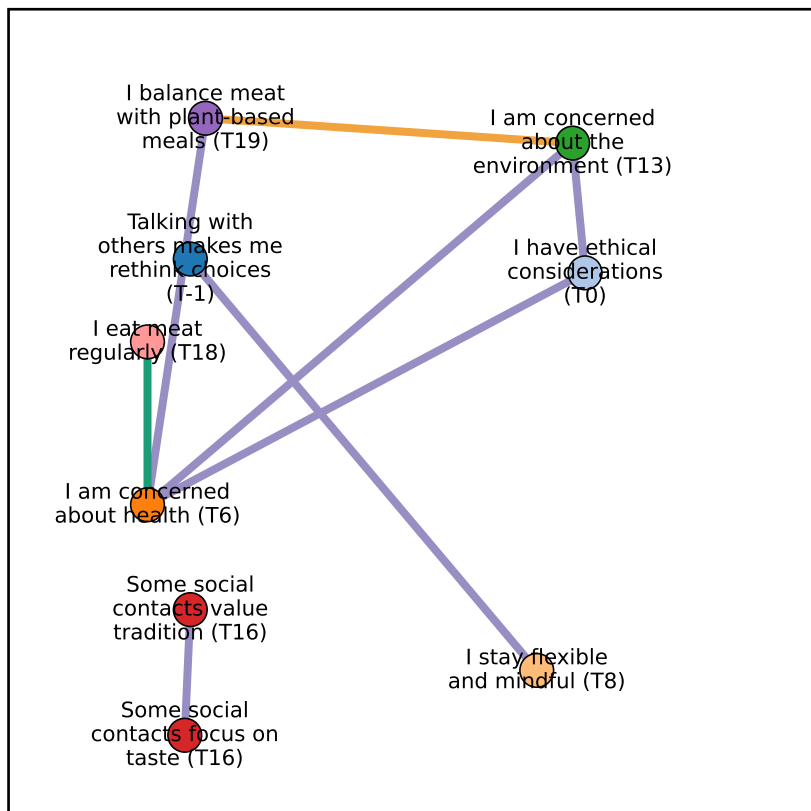 I balance meat
with plant-based
meals (T19)
I am concerned
about the
environment (T13)
Talking with
others makes me
rethink choices
(T-1)
I have ethical
considerations
(T0)
I eat meat
regularly (T18)
I am concerned
about health (T6)
Some social
contacts value
tradition (T16)
I stay flexible
and mindful (T8)
Some social
contacts focus on
taste (T16)